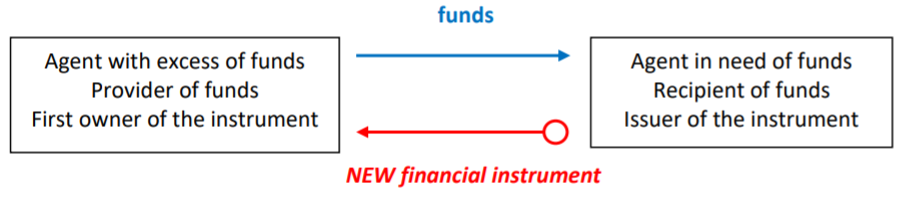 funds
Agent with excess of funds
Provider of funds
First owner of the instrument
Agent in need of funds
Recipient of funds
Issuer of the instrument
NEW financial instrument